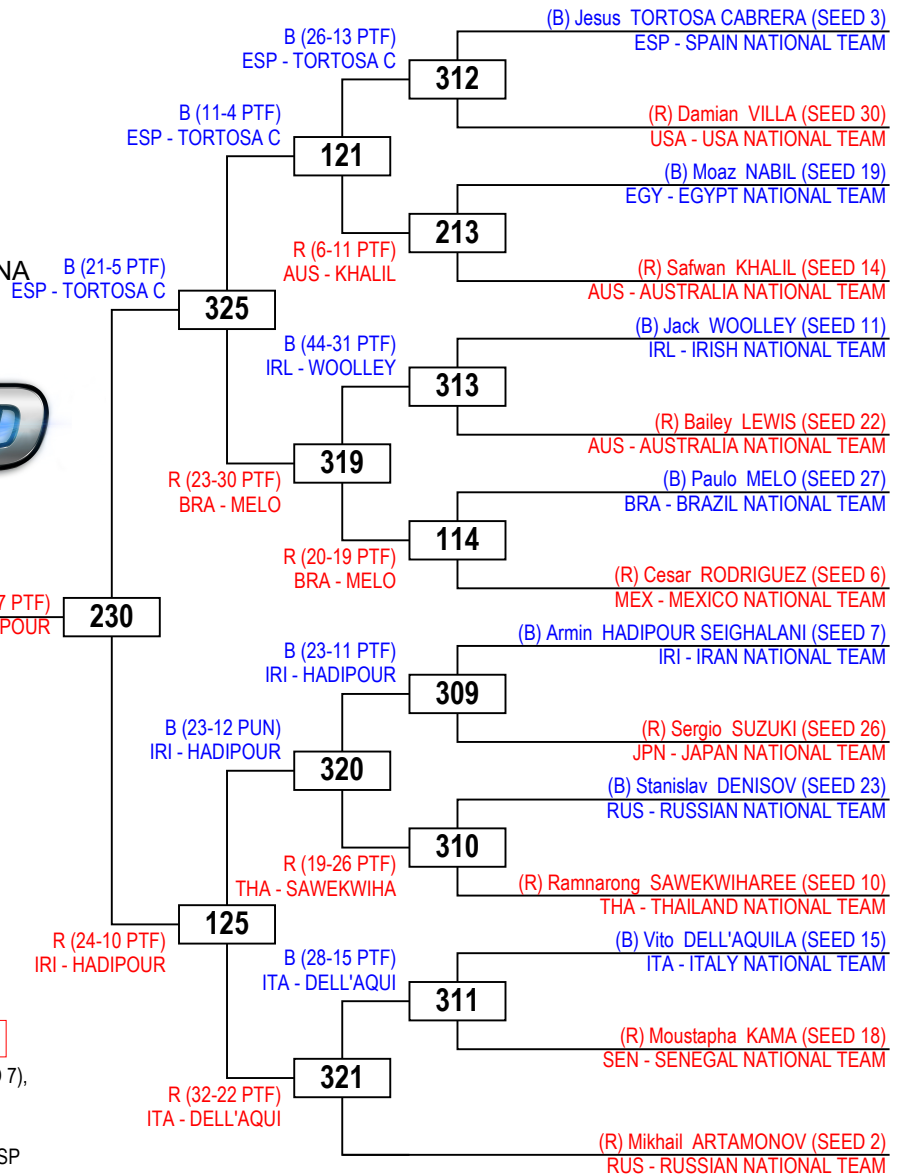 (B) Jesus TORTOSA CABRERA (SEED 3)
ESP - SPAIN NATIONAL TEAM
B (26-13 PTF)
ESP - TORTOSA C
312
(R) Damian VILLA (SEED 30)
USA - USA NATIONAL TEAM
B (11-4 PTF)
ESP - TORTOSA C
121
(B) Moaz NABIL (SEED 19)
EGY - EGYPT NATIONAL TEAM
213
R (6-11 PTF)
AUS - KHALIL
(R) Safwan KHALIL (SEED 14)
AUS - AUSTRALIA NATIONAL TEAM
NA
B (21-5 PTF)
ESP - TORTOSA C
325
(B) Jack WOOLLEY (SEED 11)
IRL - IRISH NATIONAL TEAM
B (44-31 PTF)
IRL - WOOLLEY
313
(R) Bailey LEWIS (SEED 22)
AUS - AUSTRALIA NATIONAL TEAM
319
R (23-30 PTF)
BRA - MELO
(B) Paulo MELO (SEED 27)
BRA - BRAZIL NATIONAL TEAM
114
R (20-19 PTF)
BRA - MELO
(R) Cesar RODRIGUEZ (SEED 6)
MEX - MEXICO NATIONAL TEAM
7 PTF)
POUR
230
(B) Armin HADIPOUR SEIGHALANI (SEED 7)
IRI - IRAN NATIONAL TEAM
B (23-11 PTF)
IRI - HADIPOUR
309
(R) Sergio SUZUKI (SEED 26)
JPN - JAPAN NATIONAL TEAM
B (23-12 PUN)
IRI - HADIPOUR
320
(B) Stanislav DENISOV (SEED 23)
RUS - RUSSIAN NATIONAL TEAM
310
R (19-26 PTF)
THA - SAWEKWIHA
(R) Ramnarong SAWEKWIHAREE (SEED 10)
THA - THAILAND NATIONAL TEAM
125
R (24-10 PTF)
IRI - HADIPOUR
(B) Vito DELL'AQUILA (SEED 15)
ITA - ITALY NATIONAL TEAM
B (28-15 PTF)
ITA - DELL'AQUI
311
(R) Moustapha KAMA (SEED 18)
SEN - SENEGAL NATIONAL TEAM
321
R (32-22 PTF)
ITA - DELL'AQUI
(R) Mikhail ARTAMONOV (SEED 2)
RUS - RUSSIAN NATIONAL TEAM
7),
SP